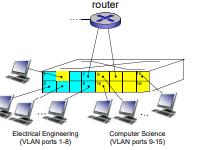 router
Electrical Engineering
(VLAN ports 1-8)
Computer Science
(VLAN ports 9-15)